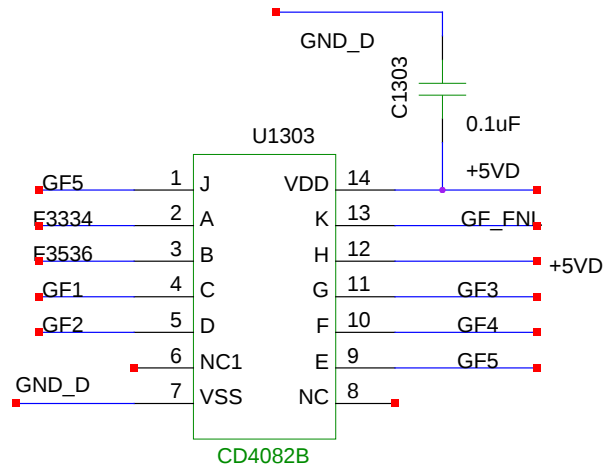 GND_D
C1303
0.1uF
U1303
+5VD
GF5 1 J VDD 14
F3334 2 A K 13 GF_FNL
F3536 3 B H 12 +5VD
GF1 4 C G 11 GF3
GF2 5 D F 10 GF4
6 NC1 E 9 GF5
GND_D 7 VSS NC 8
CD4082B